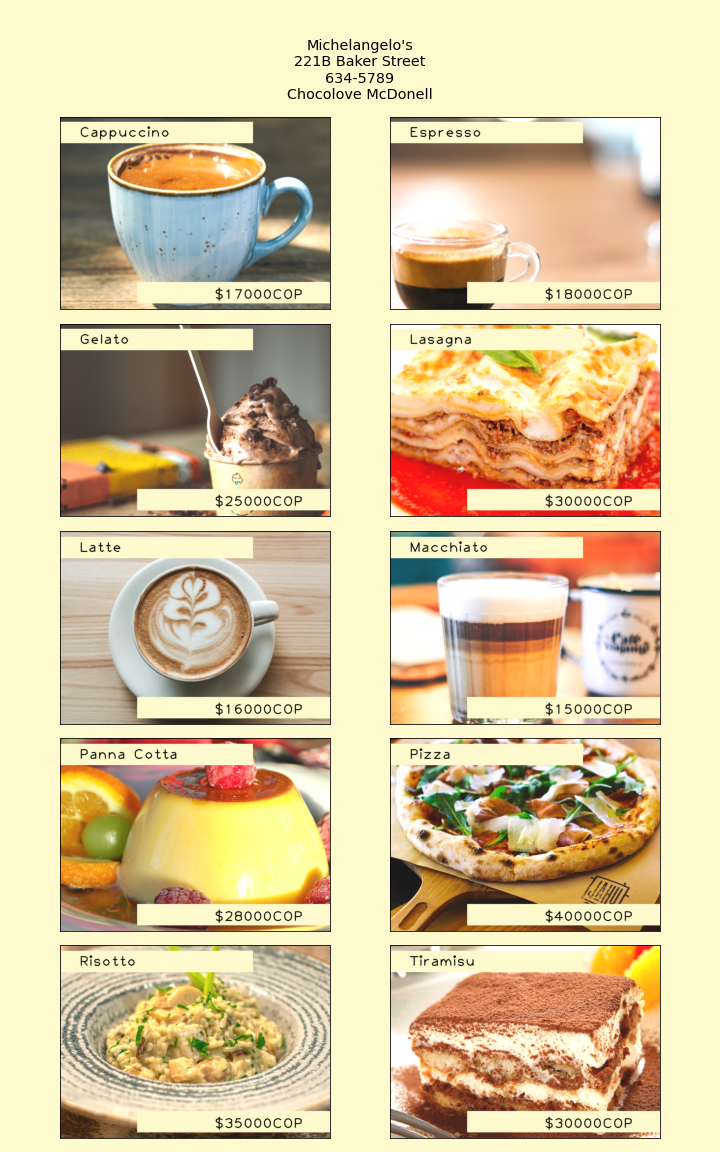 Michelangelo's
221B Baker Street
634-5789
Chocolove McDonell
Cappuccino
Espresso
$17000COP
$18000COP
Gelato
Lasagna
$25000COP
$30000COP
Latte
Macchiato
$16000COP
$15000COP
Panna Cotta
Pizza
$28000COP
$40000COP
Risotto
Tiramisu
$35000COP
$30000COP